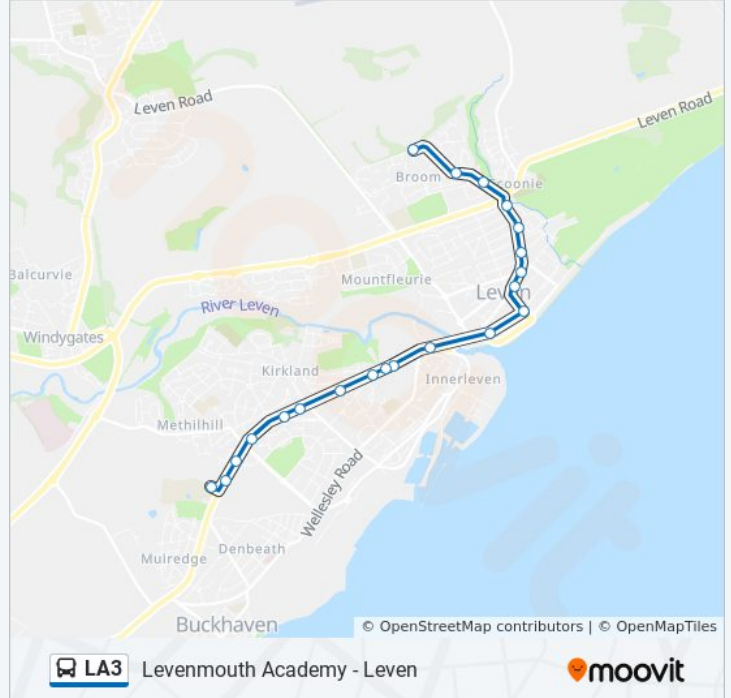 Leven Road
Leven Road
Broom
Scoonie
Balcurvie
Mountfleurie
Leven
River Leven
Windygates
Kirkland
Innerleven
Methilhill
Wellesley Road
Denbeath
Muiredge
Buckhaven
© OpenStreetMap contributors | © OpenMapTiles
LA3 Levenmouth Academy - Leven
moovit